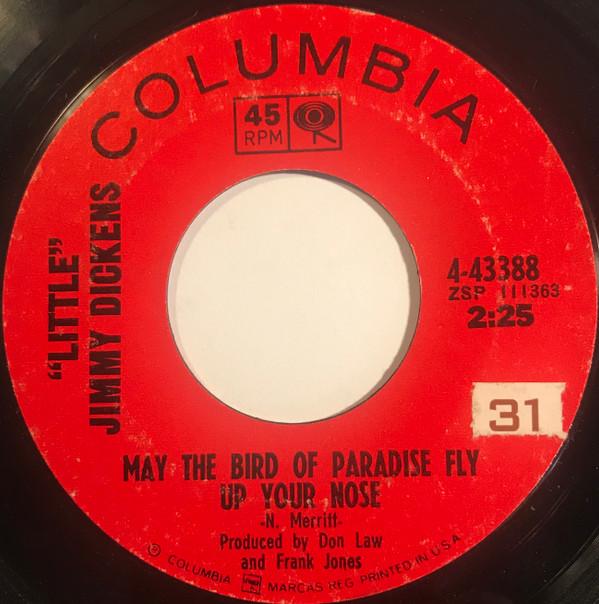 COLUMBIA
45
RPM
"LITTLE"
JIMMY DICKENS
4-43388
ZSP 111363
2:25
31
MAY THE BIRD OF PARADISE FLY
UP YOUR NOSE
-N. Merritt-
Produced by Don Law
and Frank Jones
® COLUMBIA MARCAS REG. PRINTED IN U.S.A.